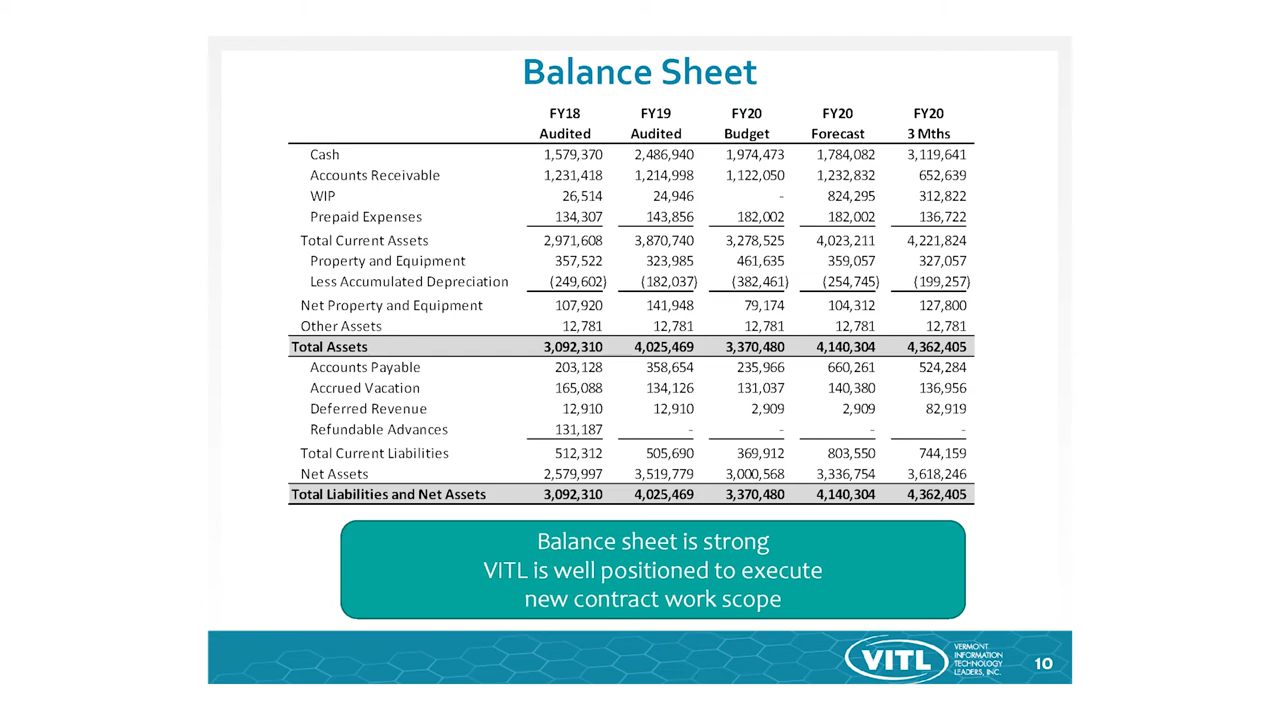 Balance Sheet
FY18 FY19 FY20 FY20 FY20
Audited Audited Budget Forecast 3 Mths
Cash 1,579,370 2,486,940 1,974,473 1,784,082 3,119,641
Accounts Receivable 1,231,418 1,214,998 1,122,050 1,232,832 652,639
WIP 26,514 24,946 - 824,295 312,822
Prepaid Expenses 134,307 143,856 182,002 182,002 136,722
Total Current Assets 2,971,608 3,870,740 3,278,525 4,023,211 4,221,824
Property and Equipment 357,522 323,985 461,635 359,057 327,057
Less Accumulated Depreciation (249,602) (182,037) (382,461) (254,745) (199,257)
Net Property and Equipment 107,920 141,948 79,174 104,312 127,800
Other Assets 12,781 12,781 12,781 12,781 12,781
Total Assets 3,092,310 4,025,469 3,370,480 4,140,304 4,362,405
Accounts Payable 203,128 358,654 235,966 660,261 524,284
Accrued Vacation 165,088 134,126 131,037 140,380 136,956
Deferred Revenue 12,910 12,910 2,909 2,909 82,919
Refundable Advances 131,187 - - - -
Total Current Liabilities 512,312 505,690 369,912 803,550 744,159
Net Assets 2,579,997 3,519,779 3,000,568 3,336,754 3,618,246
Total Liabilities and Net Assets 3,092,310 4,025,469 3,370,480 4,140,304 4,362,405
Balance sheet is strong
VITL is well positioned to execute
new contract work scope
VITL
VERMONT
INFORMATION
TECHNOLOGY
LEADERS, INC.
10